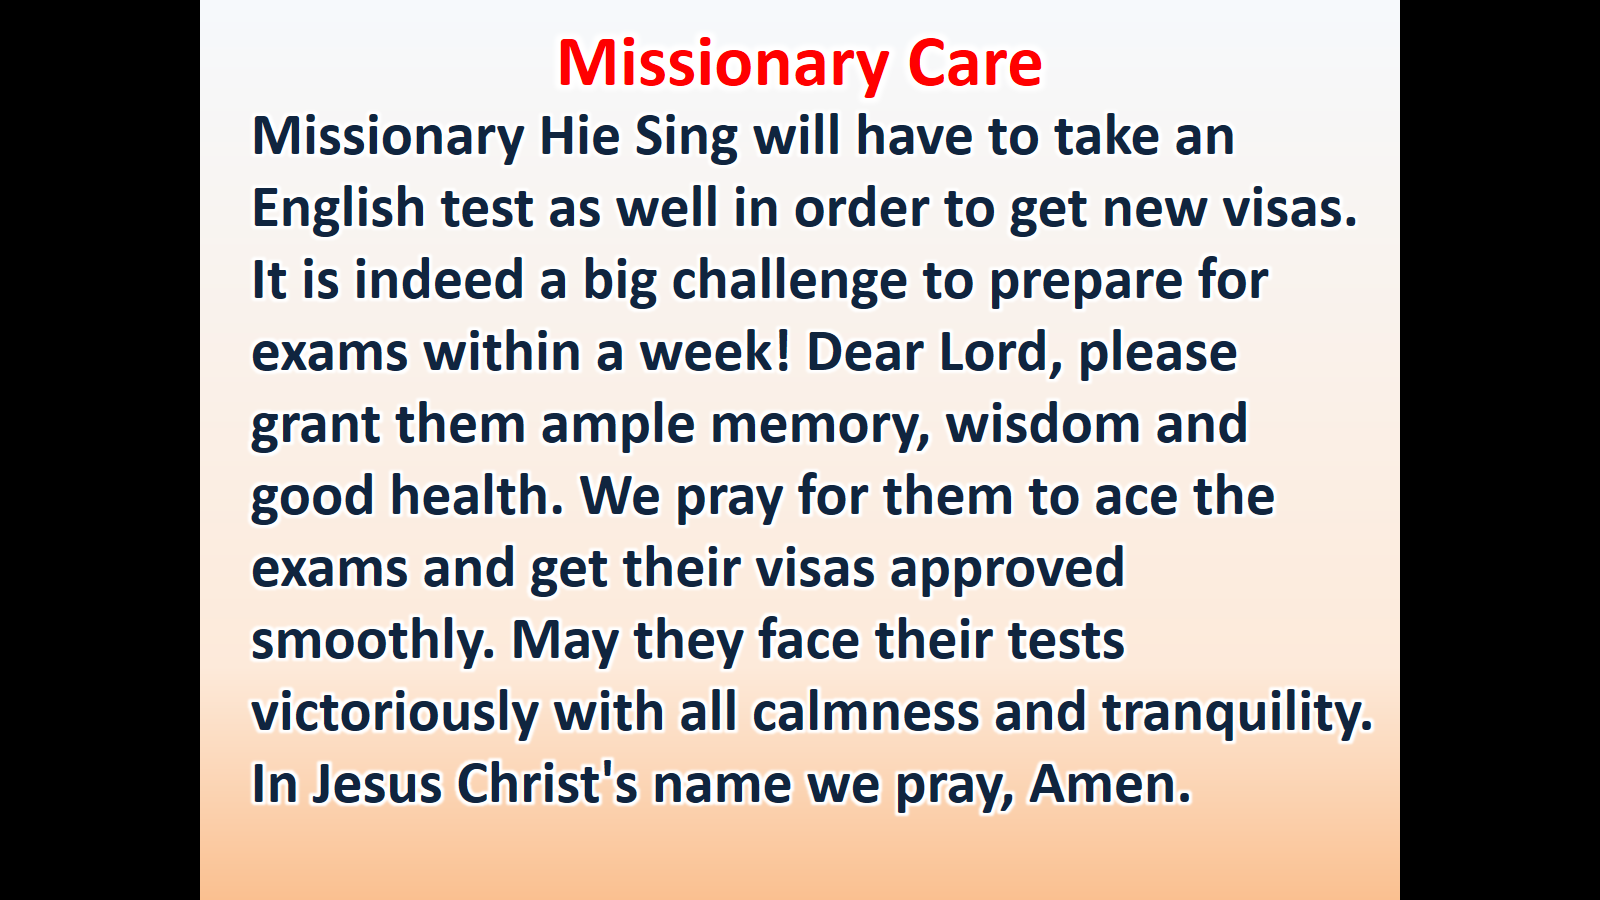 Missionary Care
Missionary Hie Sing will have to take an
English test as well in order to get new visas.
It is indeed a big challenge to prepare for
exams within a week! Dear Lord, please
grant them ample memory, wisdom and
good health. We pray for them to ace the
exams and get their visas approved
smoothly. May they face their tests
victoriously with all calmness and tranquility.
In Jesus Christ's name we pray, Amen.